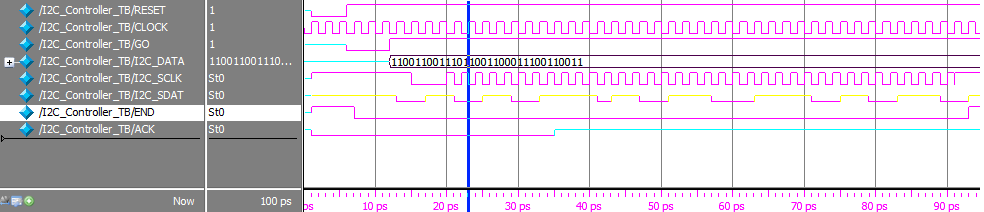 /I2C_Controller_TB/RESET 1
/I2C_Controller_TB/CLOCK 1
/I2C_Controller_TB/GO 1
/I2C_Controller_TB/I2C_DATA 110011001110... 11001100111011001100011100110011
/I2C_Controller_TB/I2C_SCLK St0
/I2C_Controller_TB/I2C_SDAT St0
/I2C_Controller_TB/END St0
/I2C_Controller_TB/ACK St0
Now 100 ps ps 10 ps 20 ps 30 ps 40 ps 50 ps 60 ps 70 ps 80 ps 90 ps